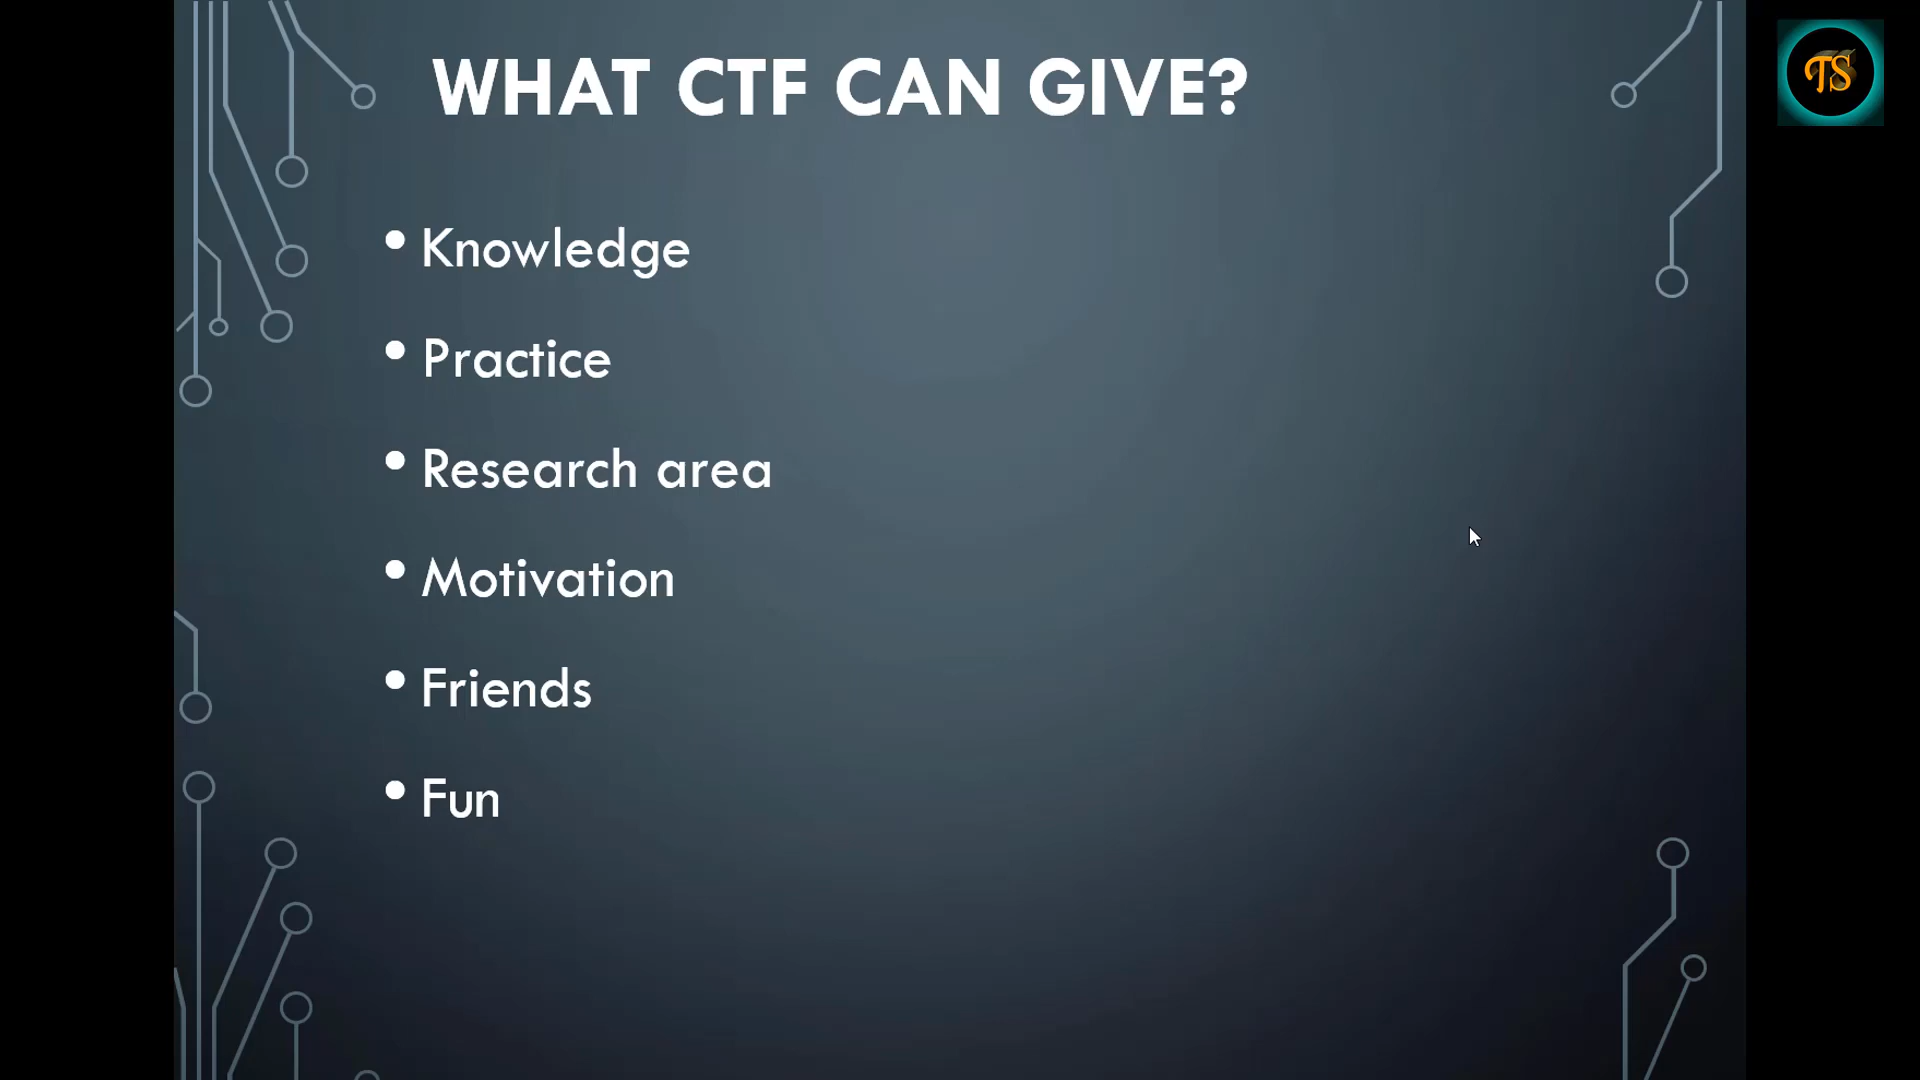 WHAT CTF CAN GIVE?
TS
• Knowledge
• Practice
• Research area
• Motivation
• Friends
• Fun